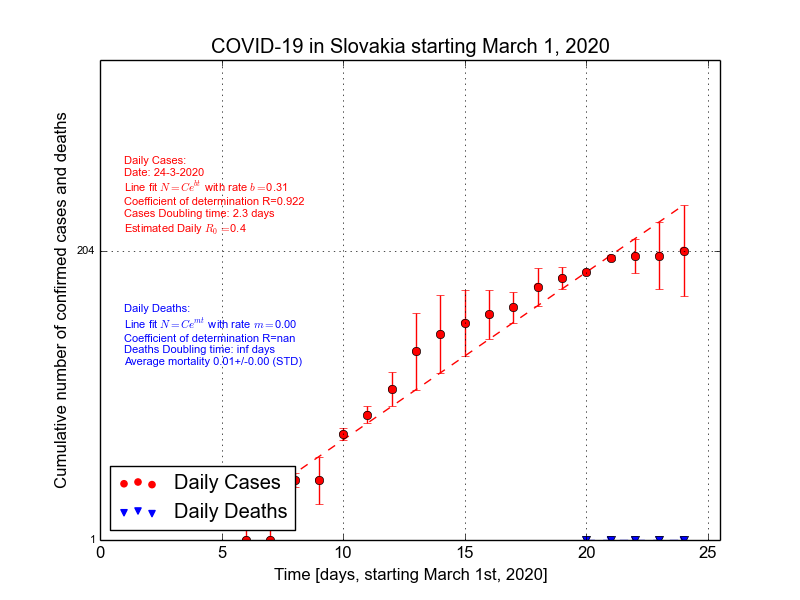 COVID-19 in Slovakia starting March 1, 2020
Cumulative number of confirmed cases and deaths
Daily Cases:
Date: 24-3-2020
Line fit N = Ce^{bt} with rate b =0.31
Coefficient of determination R=0.922
Cases Doubling time: 2.3 days
Estimated Daily R_0 =0.4
204
Daily Deaths:
Line fit N = Ce^{mt} with rate m =0.00
Coefficient of determination R=nan
Deaths Doubling time: inf days
Average mortality 0.01+/-0.00 (STD)
Daily Cases
Daily Deaths
1
0 5 10 15 20 25
Time [days, starting March 1st, 2020]